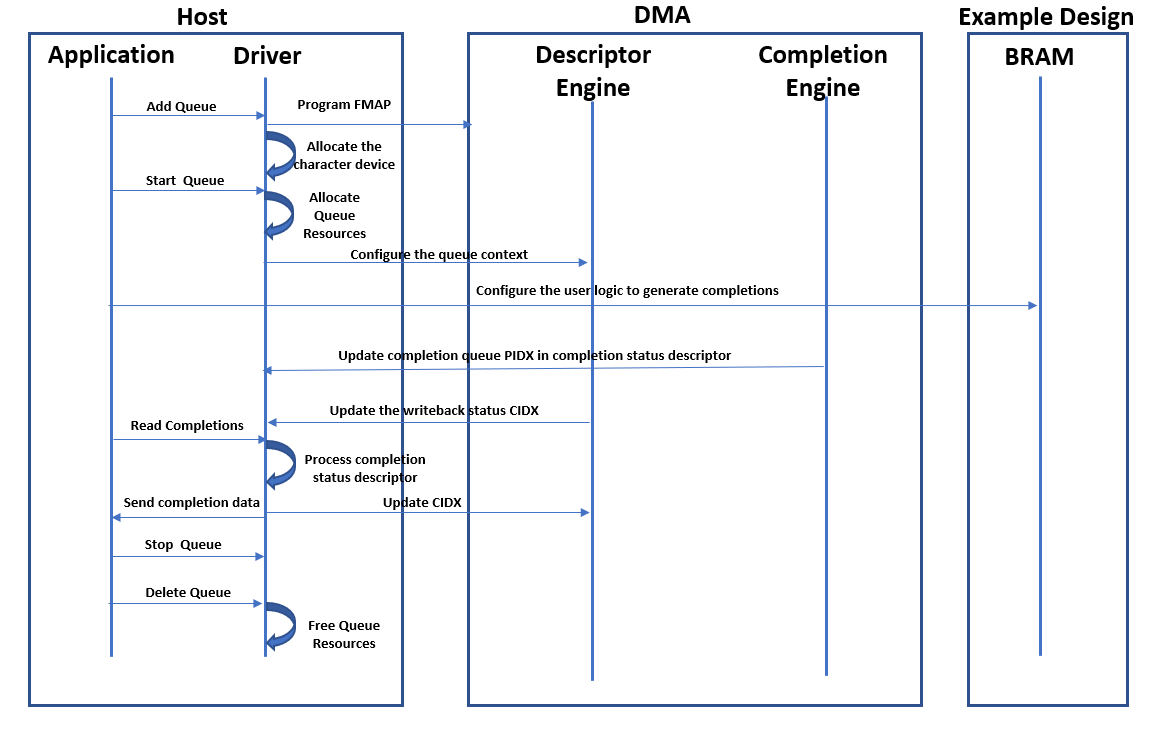 Host
DMA
Example Design
Application
Driver
Descriptor
Engine
Completion
Engine
BRAM
Add Queue
Program FMAP
Allocate the
character device
Start  Queue
Allocate
Queue
Resources
Configure the queue context
Configure the user logic to generate completions
Update completion queue PIDX in completion status descriptor
Update the writeback status CIDX
Read Completions
Process completion
status descriptor
Send completion data
Update CIDX
Stop  Queue
Delete Queue
Free Queue
Resources